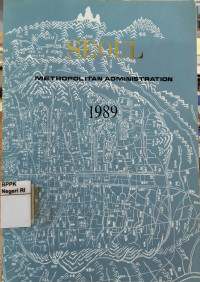 SEOUL
METROPOLITAN ADMINISTRATION
1989
BPPK
Negeri RI